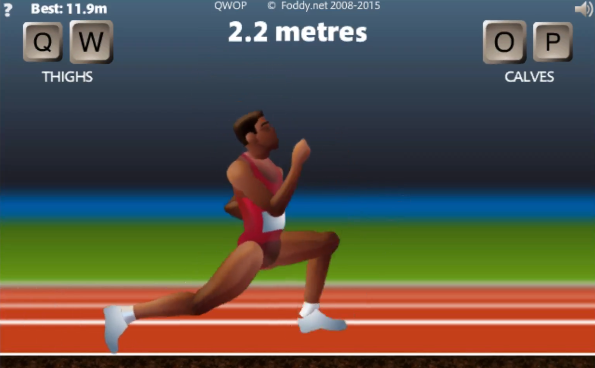 ? Best: 11.9m
QWOP © Foddy.net 2008-2015
2.2 metres
Q W
THIGHS
O P
CALVES